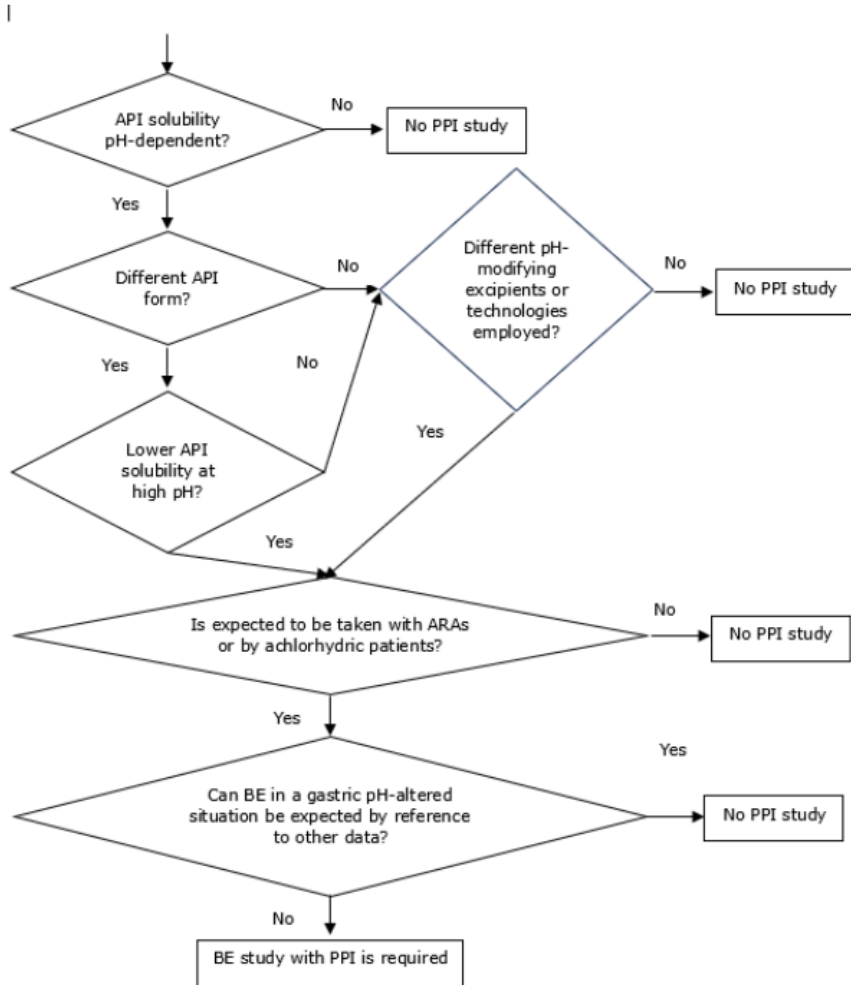 API solubility
pH-dependent?
No
No PPI study
Yes
Different API
form?
No
Different pH-
modifying
excipients or
technologies
employed?
No
No PPI study
Yes
No
Lower API
solubility at
high pH?
Yes
Yes
Is expected to be taken with ARAs
or by achlorhydric patients?
No
No PPI study
Yes
Can BE in a gastric pH-altered
situation be expected by reference
to other data?
Yes
No PPI study
No
BE study with PPI is required